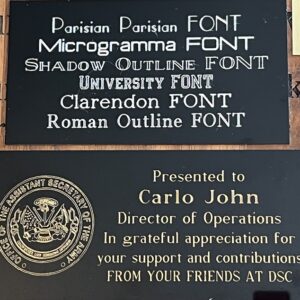 Parisian Parisian FONT
Microgramma FONT
SHADOW OUTLINE FONT
UNIVERSITY FONT
Clarendon FONT
Roman Outline FONT
OFFICE OF THE ASSISTANT SECRETARY OF THE ARMY
Presented to
Carlo John
Director of Operations
In grateful appreciation for
your support and contributions
FROM YOUR FRIENDS AT DSC